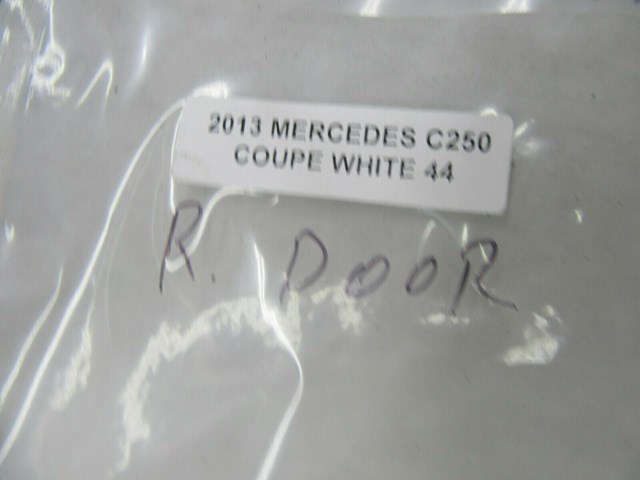 2013 MERCEDES C250
COUPE WHITE 44
R. DOOR